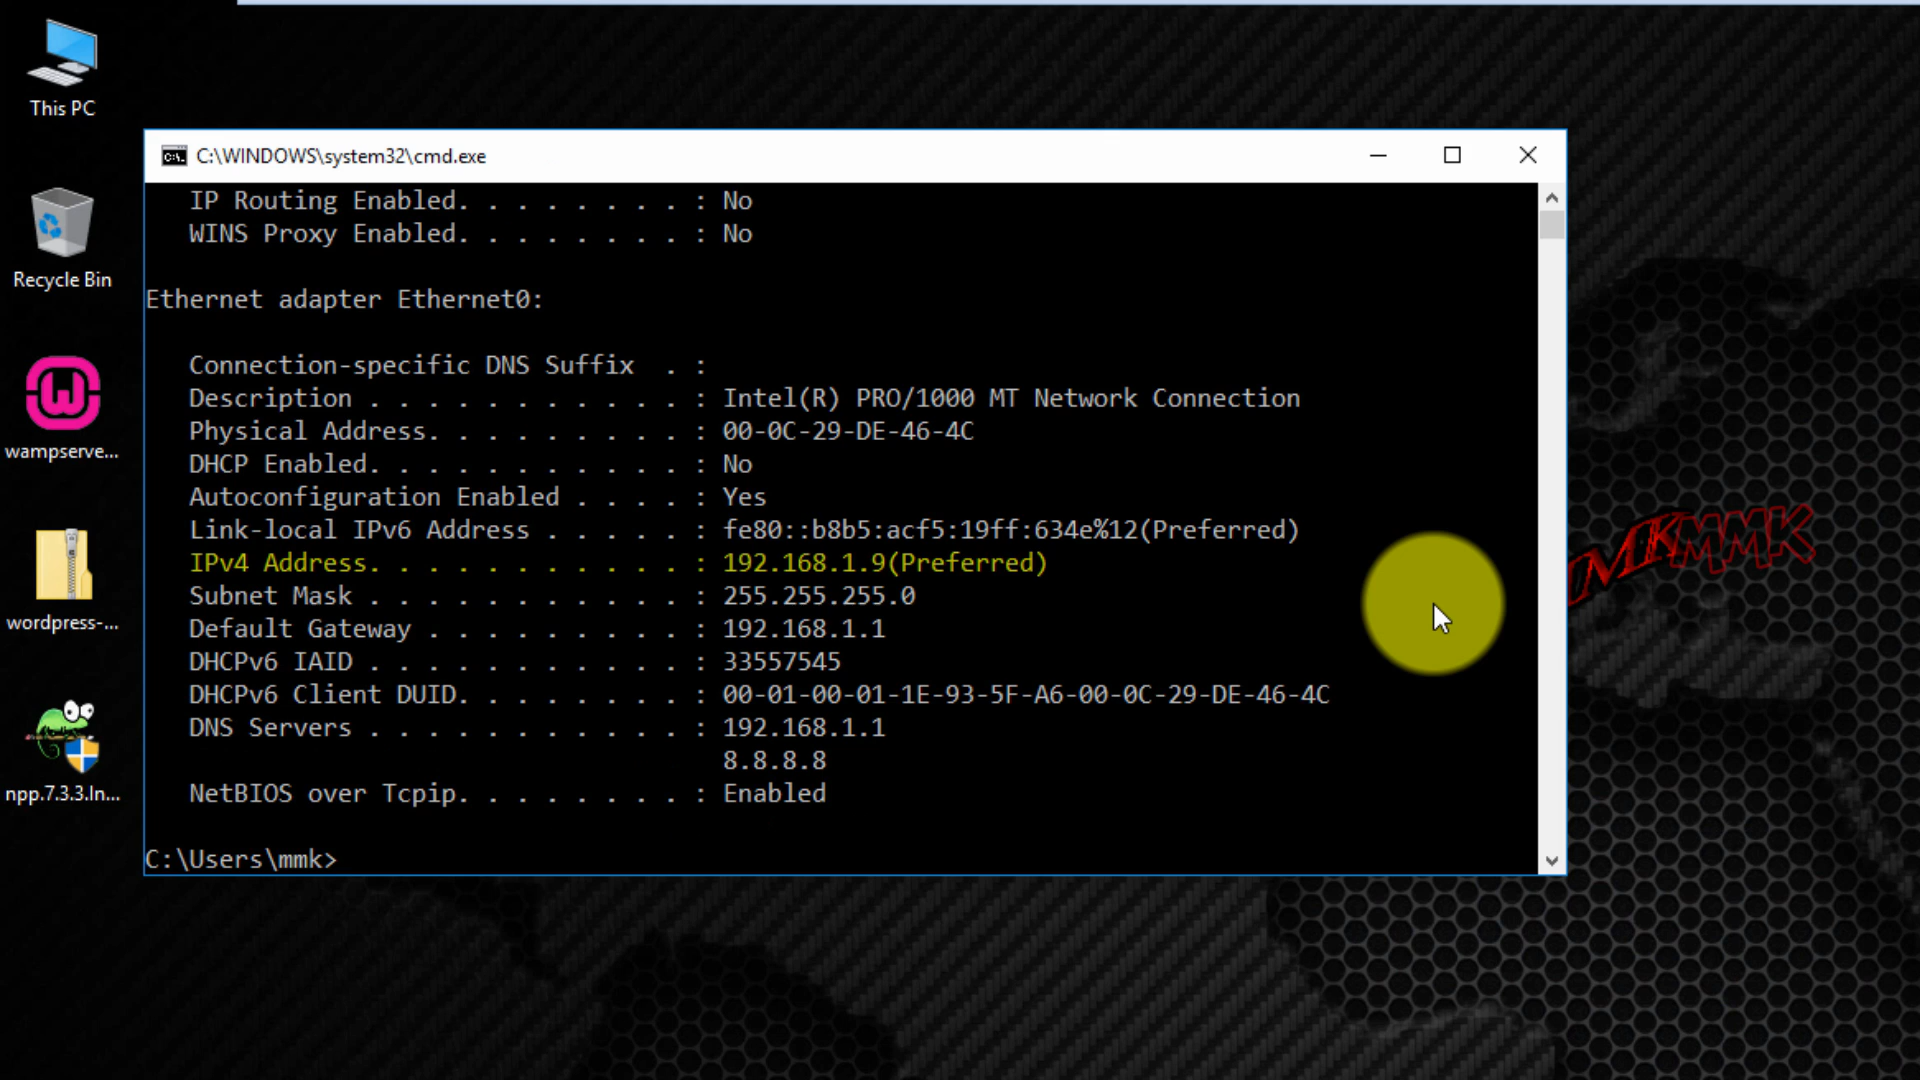 This PC
Recycle Bin
wampserve...
wordpress-...
npp.7.3.3.In...
C:\WINDOWS\system32\cmd.exe
IP Routing Enabled. . . . . . . . : No
WINS Proxy Enabled. . . . . . . . : No
Ethernet adapter Ethernet0:
Connection-specific DNS Suffix  . :
Description . . . . . . . . . . . : Intel(R) PRO/1000 MT Network Connection
Physical Address. . . . . . . . . : 00-0C-29-DE-46-4C
DHCP Enabled. . . . . . . . . . . : No
Autoconfiguration Enabled . . . . : Yes
Link-local IPv6 Address . . . . . : fe80::b8b5:acf5:19ff:634e%12(Preferred)
IPv4 Address. . . . . . . . . . . : 192.168.1.9(Preferred)
Subnet Mask . . . . . . . . . . . : 255.255.255.0
Default Gateway . . . . . . . . . : 192.168.1.1
DHCPv6 IAID . . . . . . . . . . . : 33557545
DHCPv6 Client DUID. . . . . . . . : 00-01-00-01-1E-93-5F-A6-00-0C-29-DE-46-4C
DNS Servers . . . . . . . . . . . : 192.168.1.1
8.8.8.8
NetBIOS over Tcpip. . . . . . . . : Enabled
C:\Users\mmk>
MMK